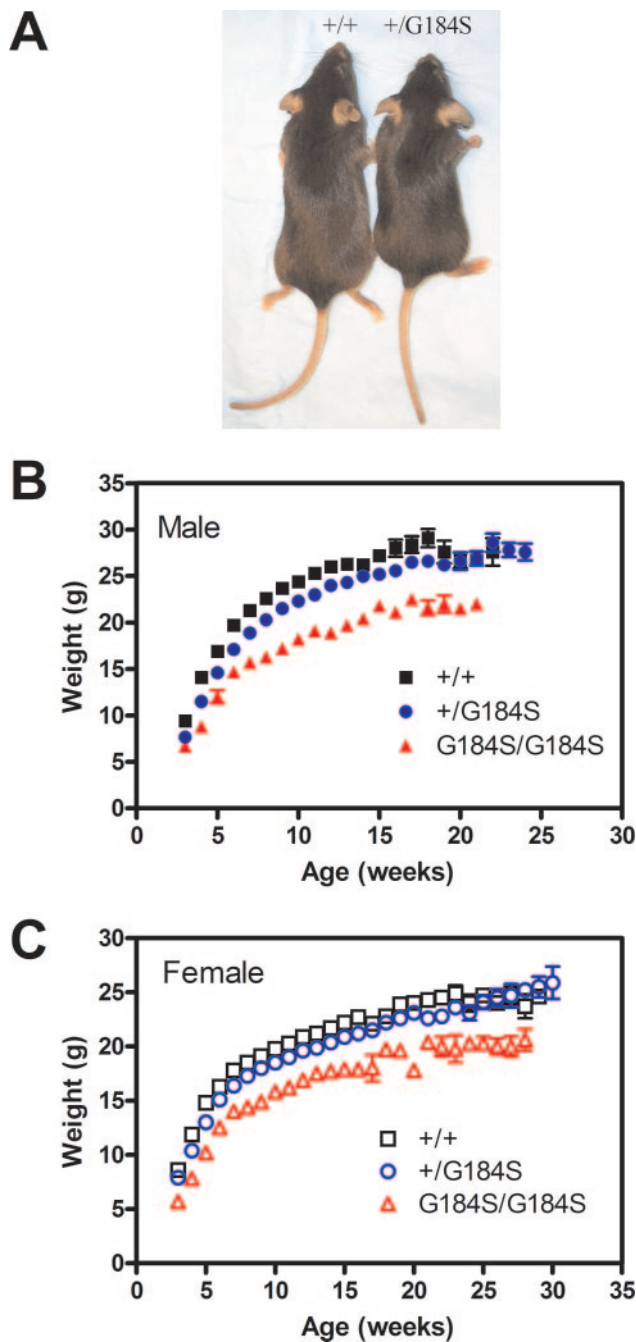 A
+/+ +/G184S
B
Male
Weight (g)
35
30
25
20
15
10
5
0
+/+
+/G184S
G184S/G184S
0 5 10 15 20 25 30
Age (weeks)
C
Female
Weight (g)
30
25
20
15
10
5
0
+/+
+/G184S
G184S/G184S
0 5 10 15 20 25 30 35
Age (weeks)